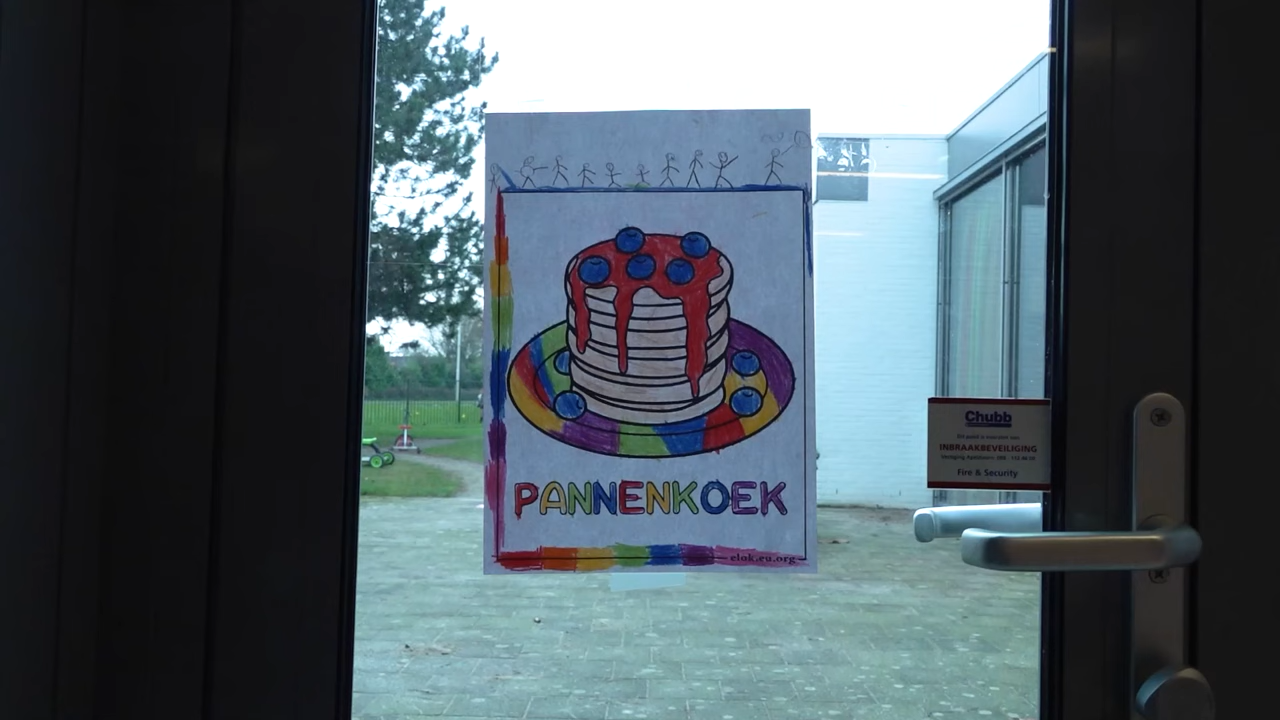 PANNENKOEK
elok.eu.org
Chubb
INBRAAKBEVEILIGING
Fire & Security